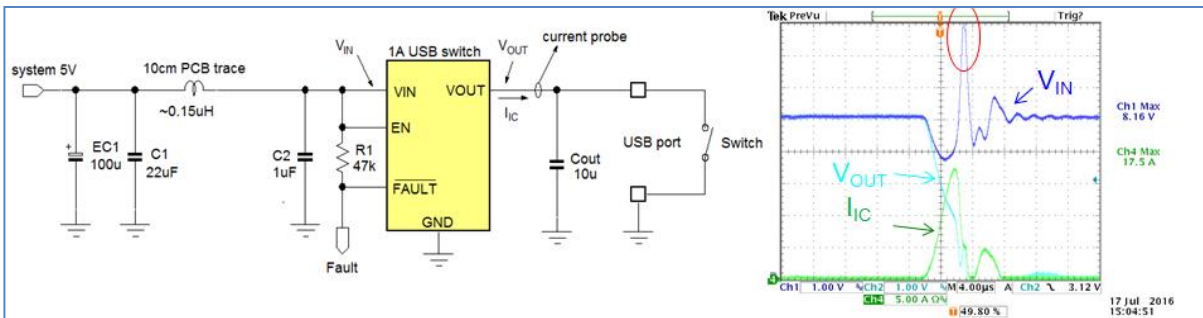 system 5V
10cm PCB trace
~0.15uH
+
EC1
100u
C1
22uF
C2
1uF
R1
47k
VIN
1A USB switch
VIN
VOUT
EN
FAULT
GND
Fault
VOUT
current probe
IIC
Cout
10u
USB port
Switch
Tek PreVu
Trig?
T
VIN
VOUT
IIC
Ch1 Max
8.16 V
Ch4 Max
17.5 A
4
Ch1 1.00 V Ch2 1.00 V M 4.00µs A Ch2 3.12 V
Ch4 5.00 A Ω
49.80 %
17 Jul 2016
15:04:51